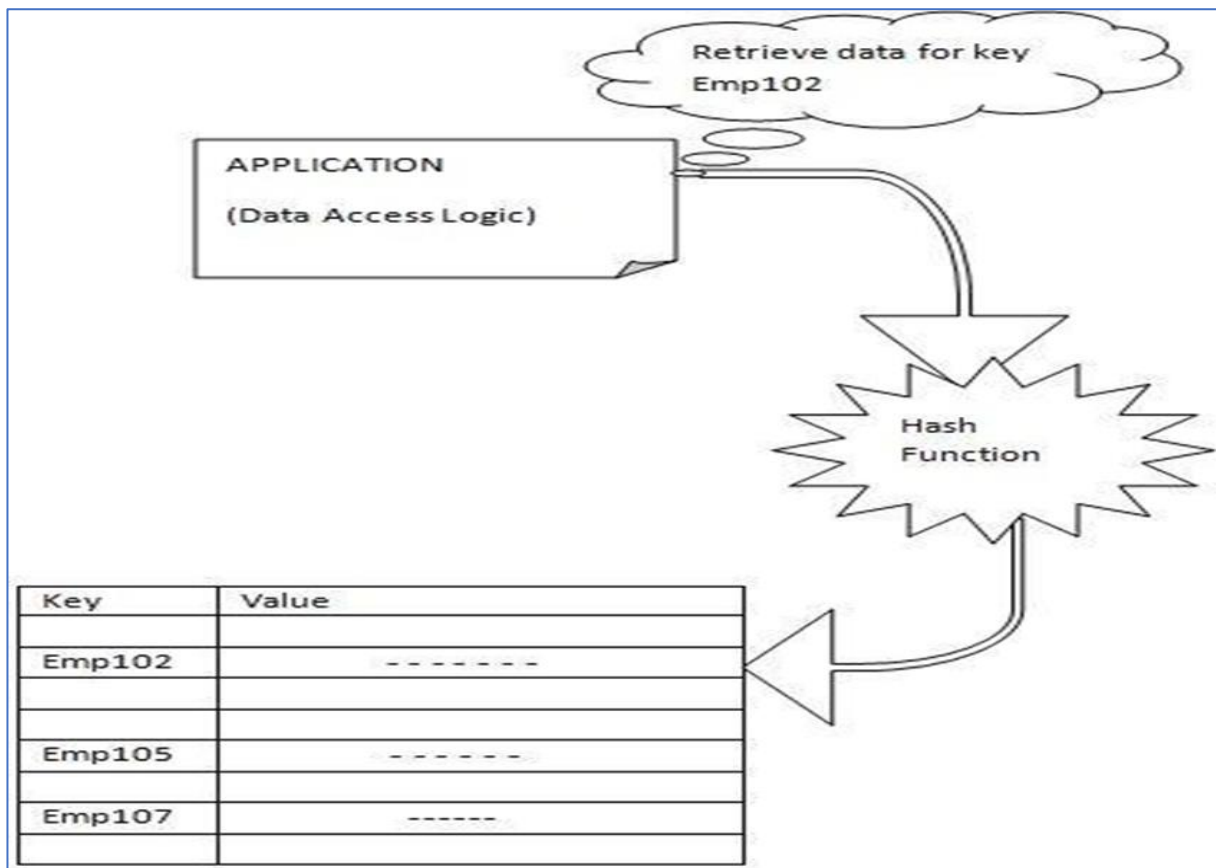 Retrieve data for key
Emp102
APPLICATION
(Data Access Logic)
Hash
Function
Key Value
Emp102 - - - - - - -
Emp105 - - - - - -
Emp107 ------